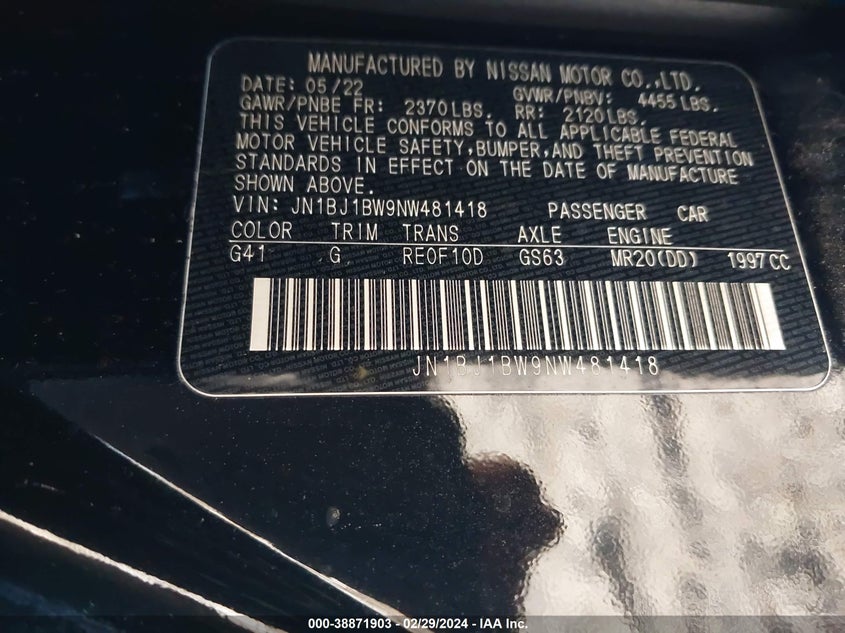 MANUFACTURED BY NISSAN MOTOR CO.,LTD.
DATE: 05/22 GVWR/PNBV: 4455 LBS.
GAWR/PNBE FR: 2370LBS. RR: 2120LBS.
THIS VEHICLE CONFORMS TO ALL APPLICABLE FEDERAL
MOTOR VEHICLE SAFETY,BUMPER,AND THEFT PREVENTION
STANDARDS IN EFFECT ON THE DATE OF MANUFACTURE
SHOWN ABOVE.
VIN: JN1BJ1BW9NW481418 PASSENGER CAR
COLOR TRIM TRANS AXLE ENGINE
G41 G RE0F10D GS63 MR20(DD) 1997CC
JN1BJ1BW9NW481418
000-38871903 - 02/29/2024 - IAA Inc.